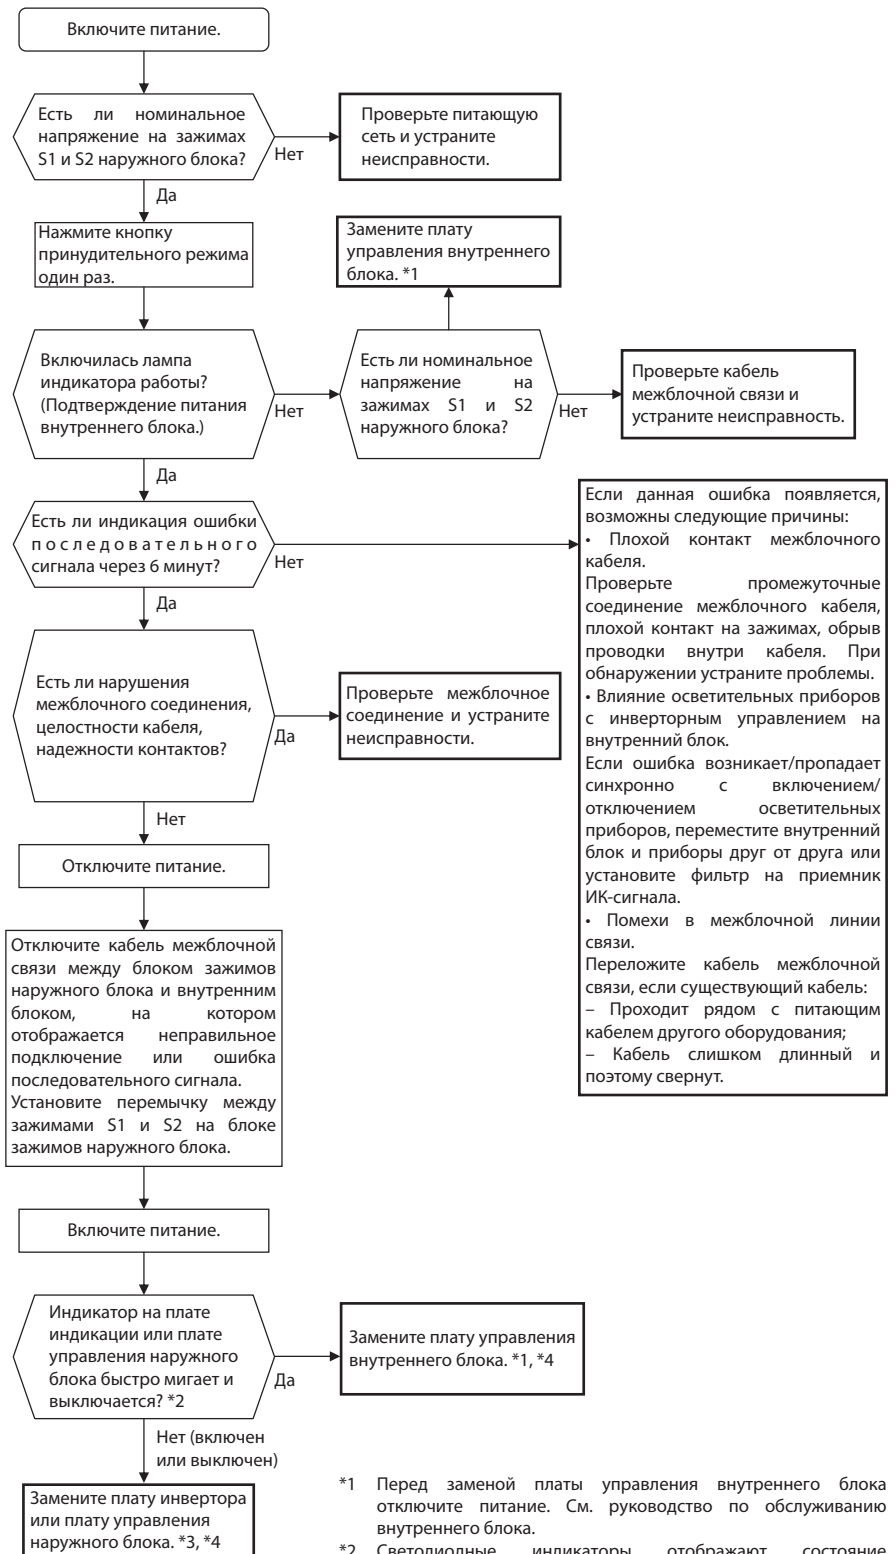 Включите питание.
Есть ли номинальное
напряжение на зажимах
S1 и S2 наружного блока?
Нет
Проверьте питающую
сеть и устраните
неисправности.
Да
Нажмите кнопку
принудительного режима
один раз.
Замените плату
управления внутреннего
блока. *1
Включилась лампа
индикатора работы?
(Подтверждение питания
внутреннего блока.)
Нет
Есть ли номинальное
напряжение на
зажимах S1 и S2
наружного блока?
Нет
Проверьте кабель
межблочной связи и
устраните неисправность.
Да
Есть ли индикация ошибки
последовательного
сигнала через 6 минут?
Нет
Если данная ошибка появляется,
возможны следующие причины:
• Плохой контакт межблочного
кабеля.
Проверьте промежуточные
соединение межблочного кабеля,
плохой контакт на зажимах, обрыв
проводки внутри кабеля. При
обнаружении устраните проблемы.
• Влияние осветительных приборов
с инверторным управлением на
внутренний блок.
Если ошибка возникает/пропадает
синхронно с включением/
отключением осветительных
приборов, переместите внутренний
блок и приборы друг от друга или
установите фильтр на приемник
ИК-сигнала.
• Помехи в межблочной линии
связи.
Переложите кабель межблочной
связи, если существующий кабель:
– Проходит рядом с питающим
кабелем другого оборудования;
– Кабель слишком длинный и
поэтому свернут.
Да
Есть ли нарушения
межблочного соединения,
целостности кабеля,
надежности контактов?
Да
Проверьте межблочное
соединение и устраните
неисправности.
Нет
Отключите питание.
Отключите кабель межблочной
связи между блоком зажимов
наружного блока и внутренним
блоком, на котором
отображается неправильное
подключение или ошибка
последовательного сигнала.
Установите перемычку между
зажимами S1 и S2 на блоке
зажимов наружного блока.
Включите питание.
Индикатор на плате
индикации или плате
управления наружного
блока быстро мигает и
выключается? *2
Да
Замените плату управления
внутреннего блока. *1, *4
Нет (включен
или выключен)
Замените плату инвертора
или плату управления
наружного блока. *3, *4
*1 Перед заменой платы управления внутреннего блока
отключите питание. См. руководство по обслуживанию
внутреннего блока.
*2 Светодиодные индикаторы отображают состояние